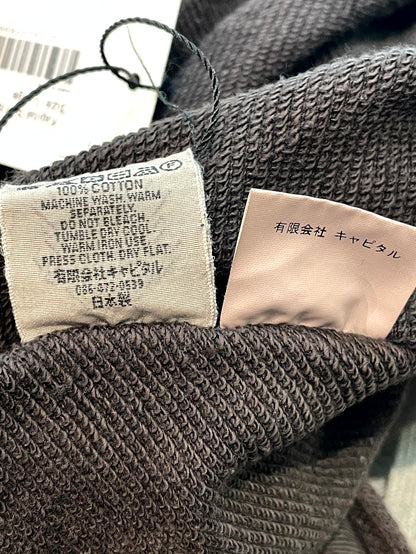 100% COTTON
MACHINE WASH, WARM
SEPARATELY.
DO NOT BLEACH.
TUMBLE DRY COOL.
WARM IRON USE.
PRESS CLOTH. DRY FLAT.
有限会社キャピタル
086-472-0539
日本製
有限会社 キャピタル